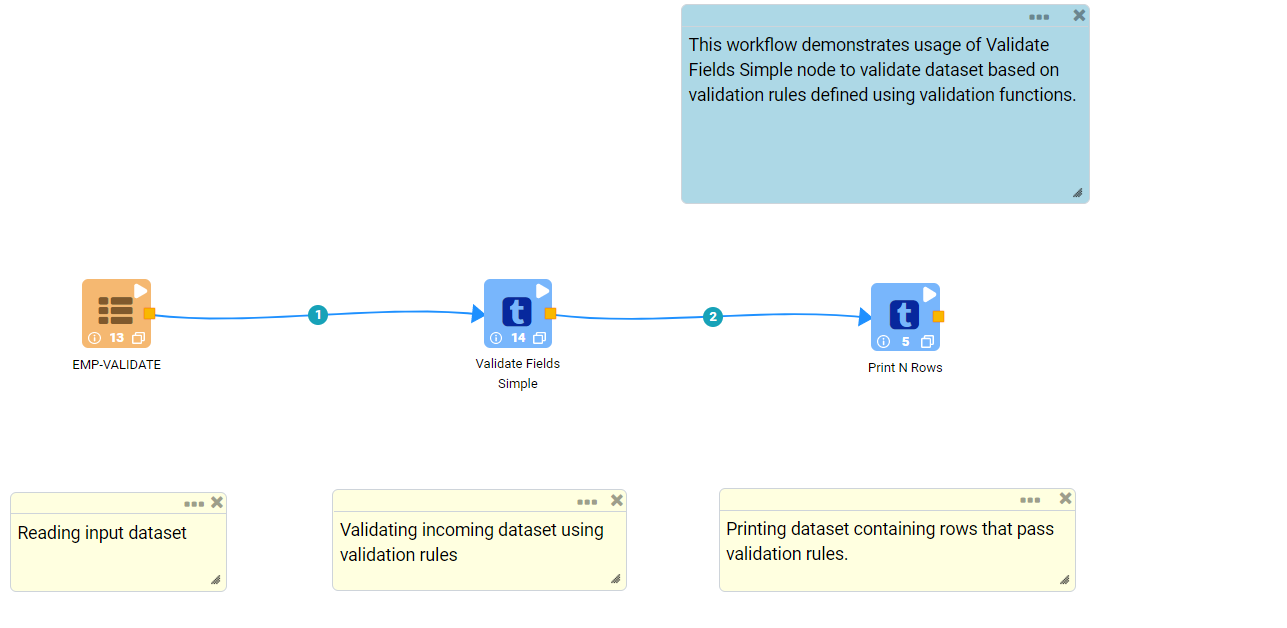 This workflow demonstrates usage of Validate
Fields Simple node to validate dataset based on
validation rules defined using validation functions.
1
2
t
t
13
14
5
EMP-VALIDATE
Validate Fields
Simple
Print N Rows
Reading input dataset
Validating incoming dataset using
validation rules
Printing dataset containing rows that pass
validation rules.